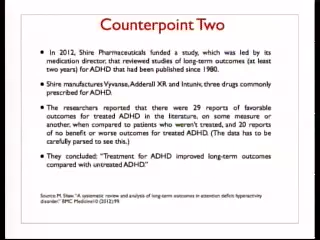 Counterpoint Two
In 2012, Shire Pharmaceuticals funded a study, which was led by its
medication director, that reviewed studies of long-term outcomes (at least
two years) for ADHD that had been published since 1980.
Shire manufactures Vyvanse, Adderall XR and Intuniv, three drugs commonly
prescribed for ADHD.
The researchers reported that there were 29 reports of favorable
outcomes for treated ADHD in the literature, on some measure or
another, when compared to patients who weren't treated, and 20 reports
of no benefit or worse outcomes for treated ADHD. (The data has to be
carefully parsed to see this.)
They concluded: "Treatment for ADHD improved long-term outcomes
compared with untreated ADHD."
Source: M. Shaw. "A systematic review and analysis of long-term outcomes in attention deficit hyperactivity
disorder," BMC Medicine10 (2012):99.